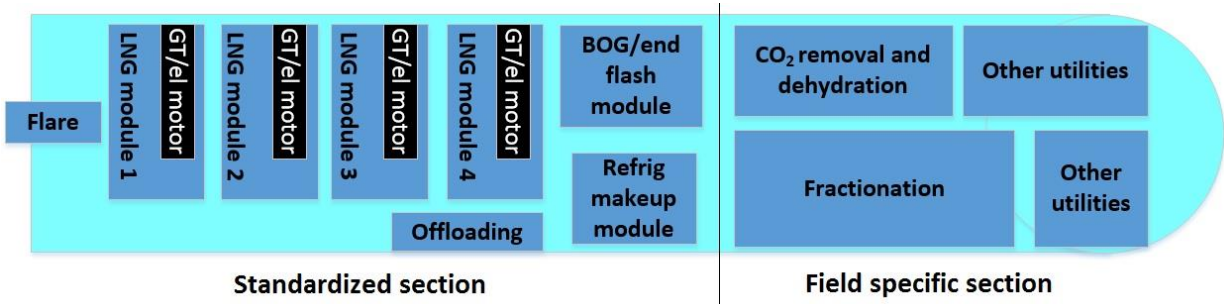 Flare
LNG module 1
GT/el motor
LNG module 2
GT/el motor
LNG module 3
GT/el motor
LNG module 4
GT/el motor
Offloading
BOG/end
flash
module
Refrig
makeup
module
CO₂ removal and
dehydration
Other utilities
Fractionation
Other
utilities
Standardized section
Field specific section